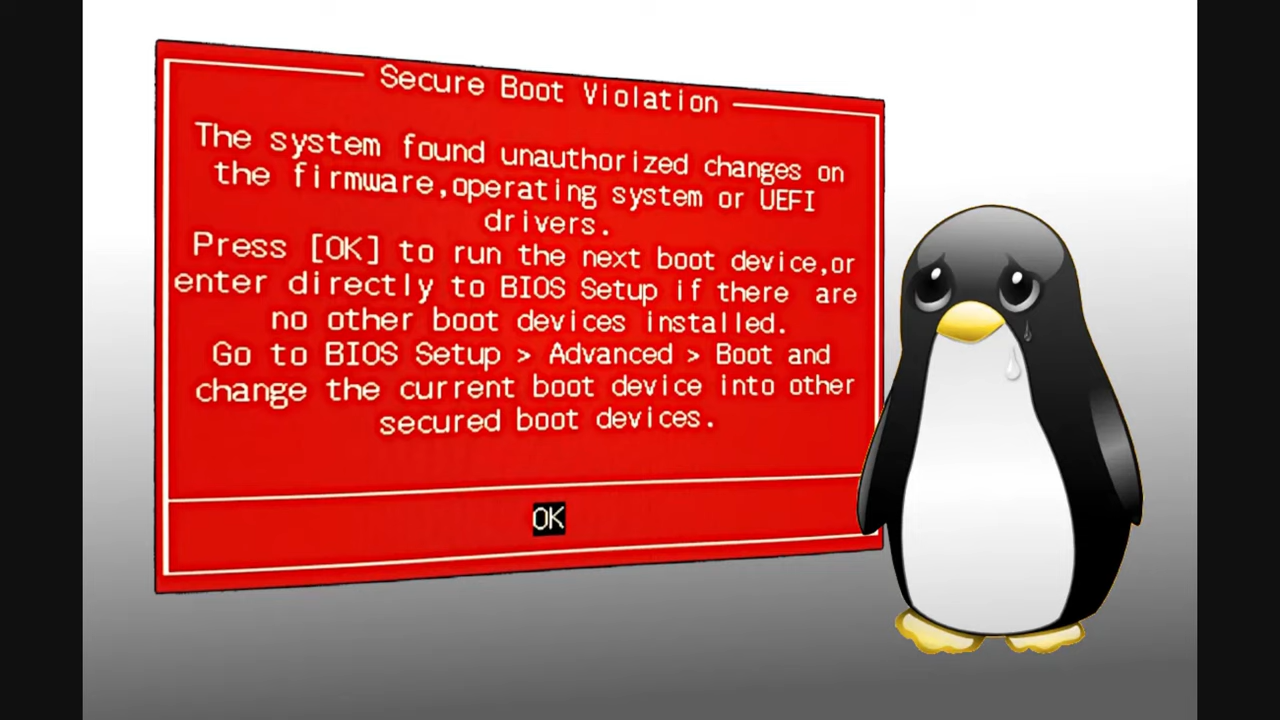 Secure Boot Violation
The system found unauthorized changes on
the firmware,operating system or UEFI
drivers.
Press [OK] to run the next boot device,or
enter directly to BIOS Setup if there are
no other boot devices installed.
Go to BIOS Setup > Advanced > Boot and
change the current boot device into other
secured boot devices.
OK